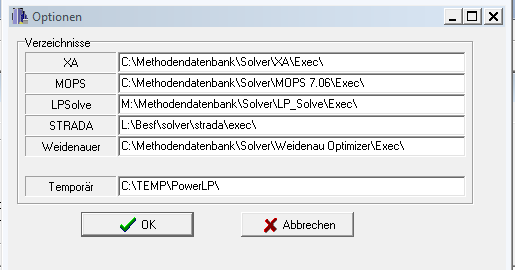 Optionen
Verzeichnisse
XA C:\Methodendatenbank\Solver\XA\Exec\
MOPS C:\Methodendatenbank\Solver\MOPS 7.06\Exec\
LPSolve M:\Methodendatenbank\Solver\LP_Solve\Exec\
STRADA L:\Besf\solver\strada\exec\
Weidenauer C:\Methodendatenbank\Solver\Weidenau Optimizer\Exec\
Temporär C:\TEMP\PowerLP\
OK Abbrechen